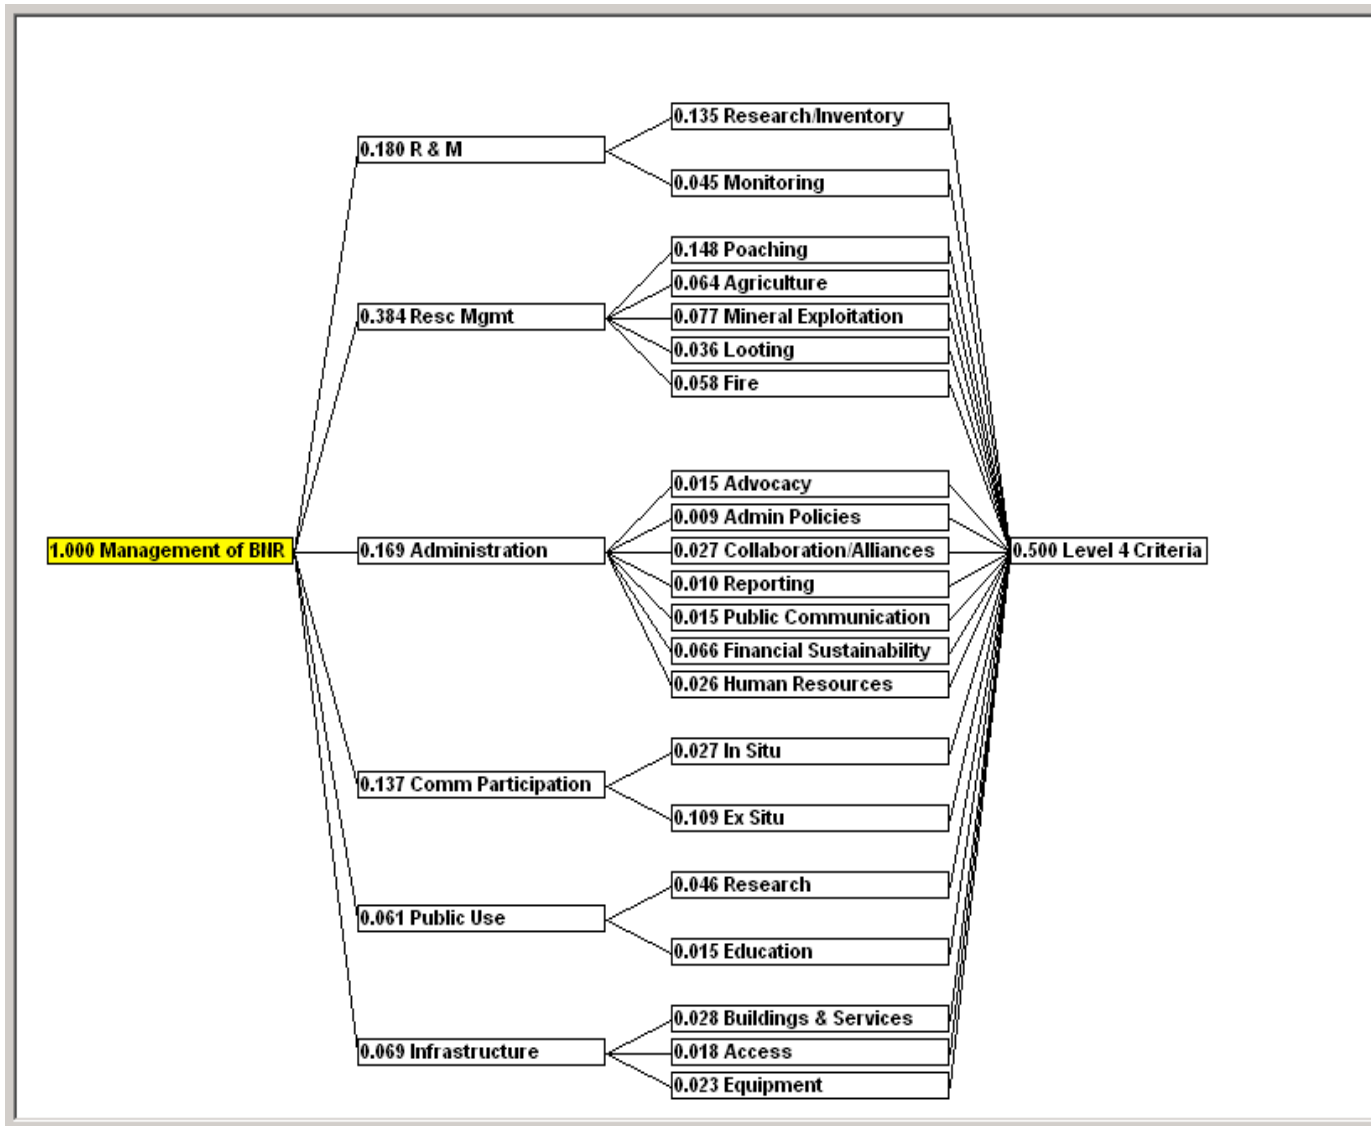 1.000 Management of BNR
0.180 R & M
0.135 Research/Inventory
0.045 Monitoring
0.384 Resc Mgmt
0.148 Poaching
0.064 Agriculture
0.077 Mineral Exploitation
0.036 Looting
0.058 Fire
0.169 Administration
0.015 Advocacy
0.009 Admin Policies
0.027 Collaboration/Alliances
0.010 Reporting
0.015 Public Communication
0.066 Financial Sustainability
0.026 Human Resources
0.137 Comm Participation
0.027 In Situ
0.109 Ex Situ
0.061 Public Use
0.046 Research
0.015 Education
0.069 Infrastructure
0.028 Buildings & Services
0.018 Access
0.023 Equipment
0.500 Level 4 Criteria